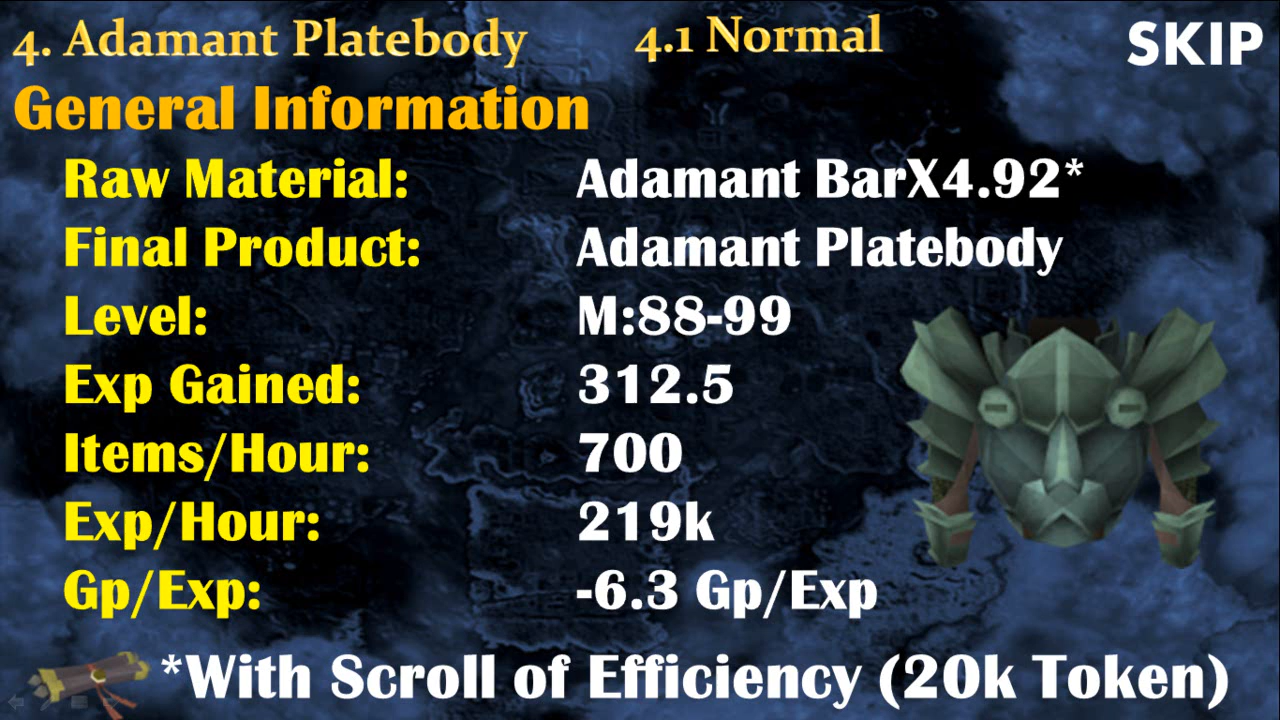 4. Adamant Platebody 4.1 Normal SKIP
General Information
Raw Material: Adamant BarX4.92*
Final Product: Adamant Platebody
Level: M:88-99
Exp Gained: 312.5
Items/Hour: 700
Exp/Hour: 219k
Gp/Exp: -6.3 Gp/Exp
*With Scroll of Efficiency (20k Token)